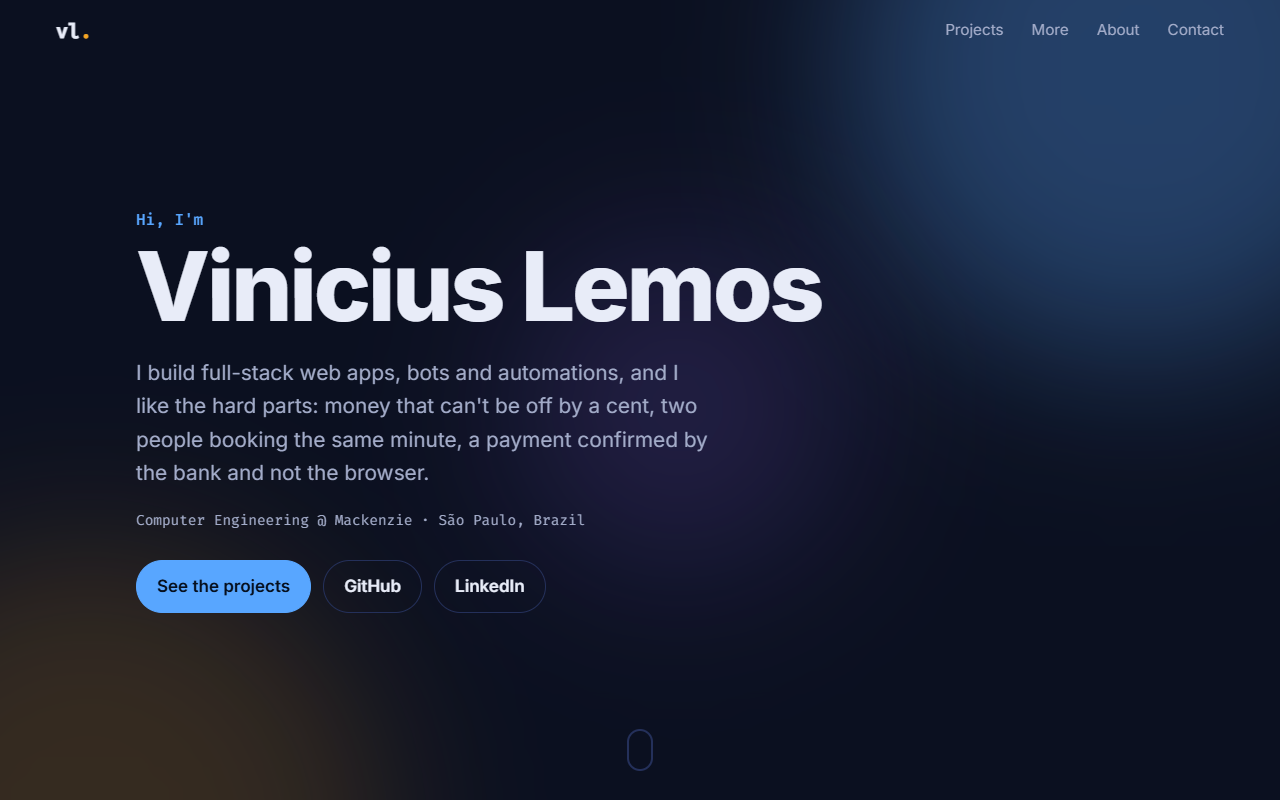 vl.
Projects More About Contact
Hi, I'm
Vinicius Lemos
I build full-stack web apps, bots and automations, and I
like the hard parts: money that can't be off by a cent, two
people booking the same minute, a payment confirmed by
the bank and not the browser.
Computer Engineering @ Mackenzie · São Paulo, Brazil
See the projects GitHub LinkedIn